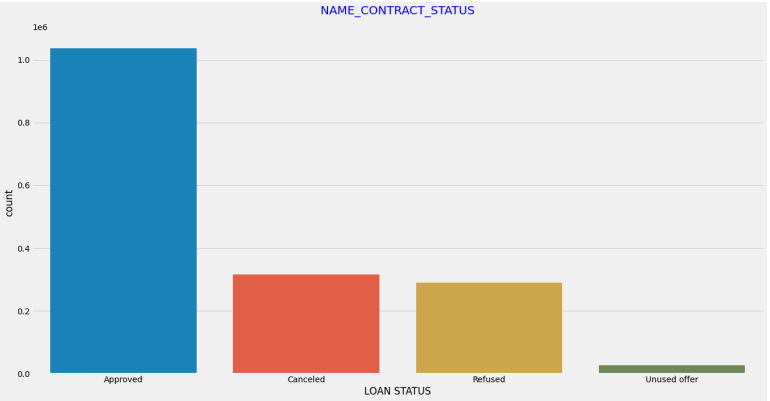 NAME_CONTRACT_STATUS
1e6
1.0
0.8
0.6
0.4
0.2
0.0
count
Approved Canceled Refused Unused offer
LOAN STATUS